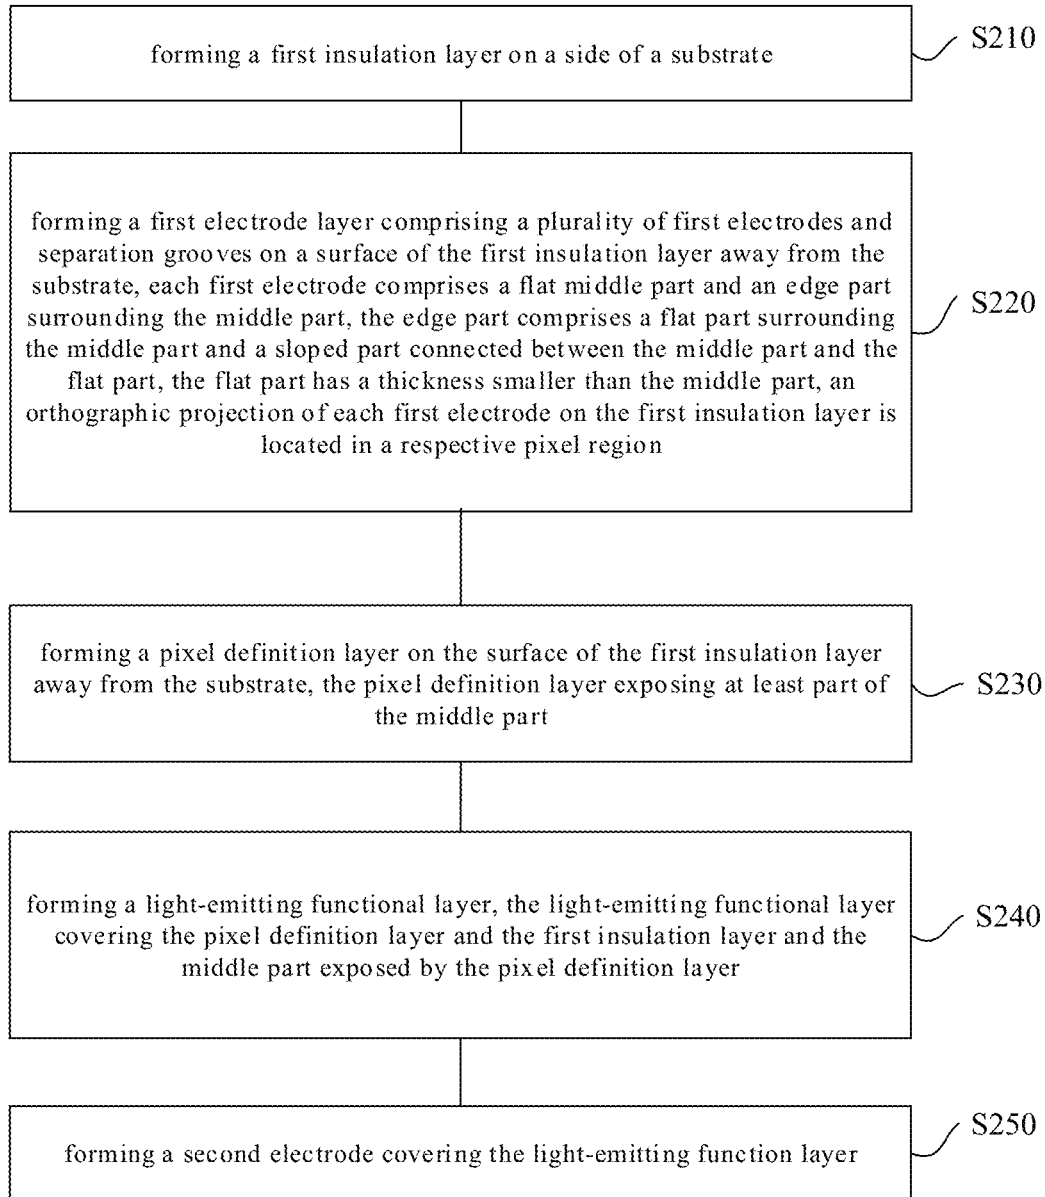 forming a first insulation layer on a side of a substrate
S210
forming a first electrode layer comprising a plurality of first electrodes and
separation grooves on a surface of the first insulation layer away from the
substrate, each first electrode comprises a flat middle part and an edge part
surrounding the middle part, the edge part comprises a flat part surrounding
the middle part and a sloped part connected between the middle part and the
flat part, the flat part has a thickness smaller than the middle part, an
orthographic projection of each first electrode on the first insulation layer is
located in a respective pixel region
S220
forming a pixel definition layer on the surface of the first insulation layer
away from the substrate, the pixel definition layer exposing at least part of
the middle part
S230
forming a light-emitting functional layer, the light-emitting functional layer
covering the pixel definition layer and the first insulation layer and the
middle part exposed by the pixel definition layer
S240
forming a second electrode covering the light-emitting function layer
S250